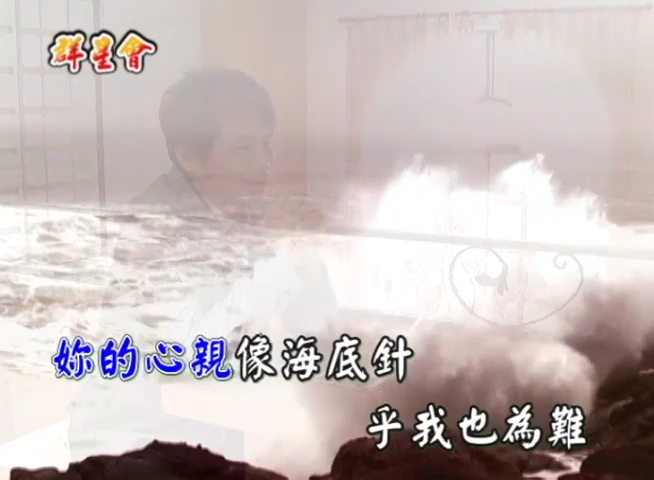 群星會
妳的心親像海底針
乎我也為難